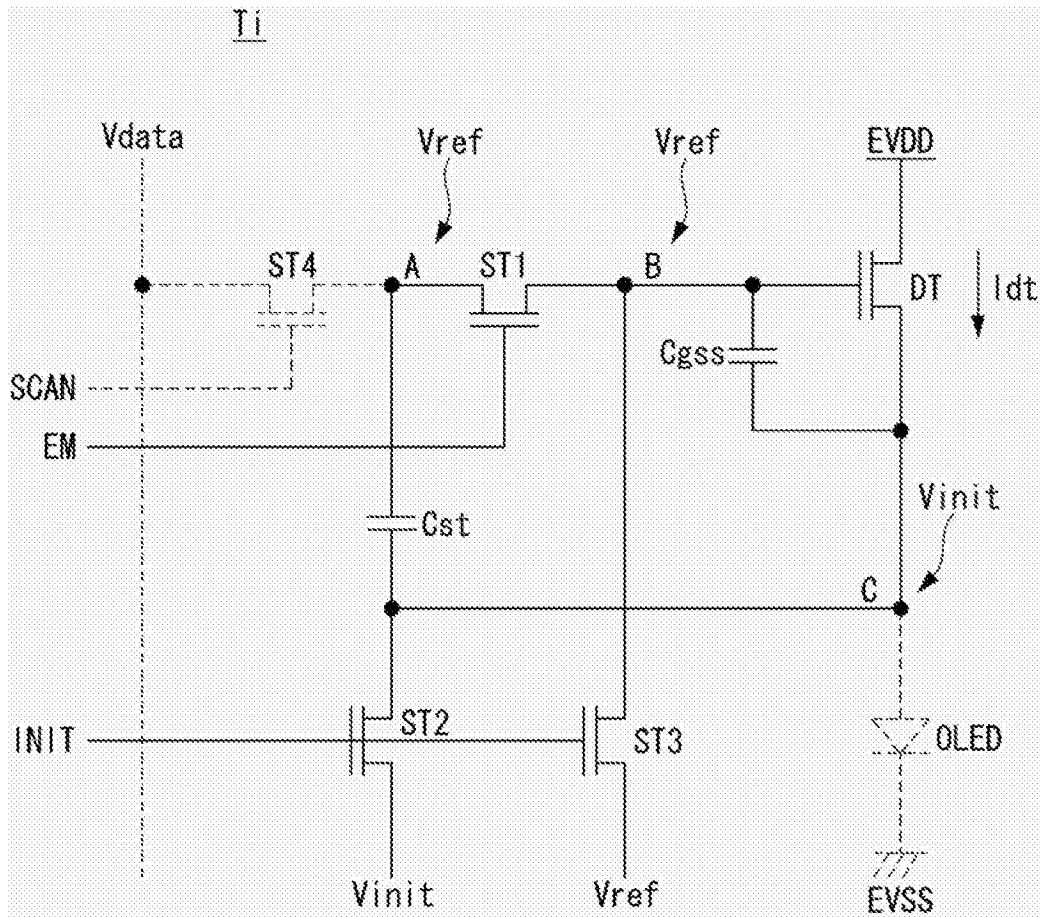 Ti
Vdata
Vref
Vref
EVDD
ST4
A
ST1
B
DT
Idt
Cgss
SCAN
EM
Vinit
Cst
C
INIT
ST2
ST3
OLED
Vinit
Vref
EVSS